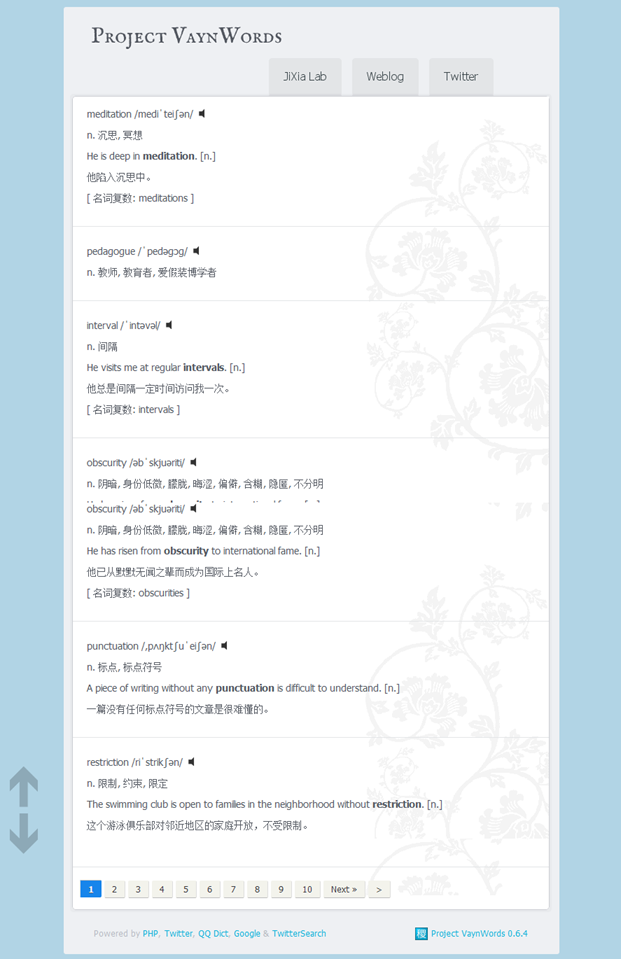 Project VaynWords
JiXia Lab Weblog Twitter
meditation /mediˈteiʃən/
n. 沉思, 冥想
He is deep in meditation. [n.]
他陷入沉思中。
[ 名词复数: meditations ]
pedagogue /ˈpedəgɔg/
n. 教师, 教育者, 爱假装博学者
interval /ˈintəvəl/
n. 间隔
He visits me at regular intervals. [n.]
他总是间隔一定时间访问我一次。
[ 名词复数: intervals ]
obscurity /əbˈskjuəriti/
n. 阴暗, 身份低微, 朦胧, 晦涩, 偏僻, 含糊, 隐匿, 不分明
obscurity /əbˈskjuəriti/
n. 阴暗, 身份低微, 朦胧, 晦涩, 偏僻, 含糊, 隐匿, 不分明
He has risen from obscurity to international fame. [n.]
他已从默默无闻之辈而成为国际上名人。
[ 名词复数: obscurities ]
punctuation /,pʌŋktʃuˈeiʃən/
n. 标点, 标点符号
A piece of writing without any punctuation is difficult to understand. [n.]
一篇没有任何标点符号的文章是很难懂的。
restriction /riˈstrikʃən/
n. 限制, 约束, 限定
The swimming club is open to families in the neighborhood without restriction. [n.]
这个游泳俱乐部对邻近地区的家庭开放，不受限制。
1 2 3 4 5 6 7 8 9 10 Next » >
Powered by PHP, Twitter, QQ Dict, Google & TwitterSearch
Project VaynWords 0.6.4